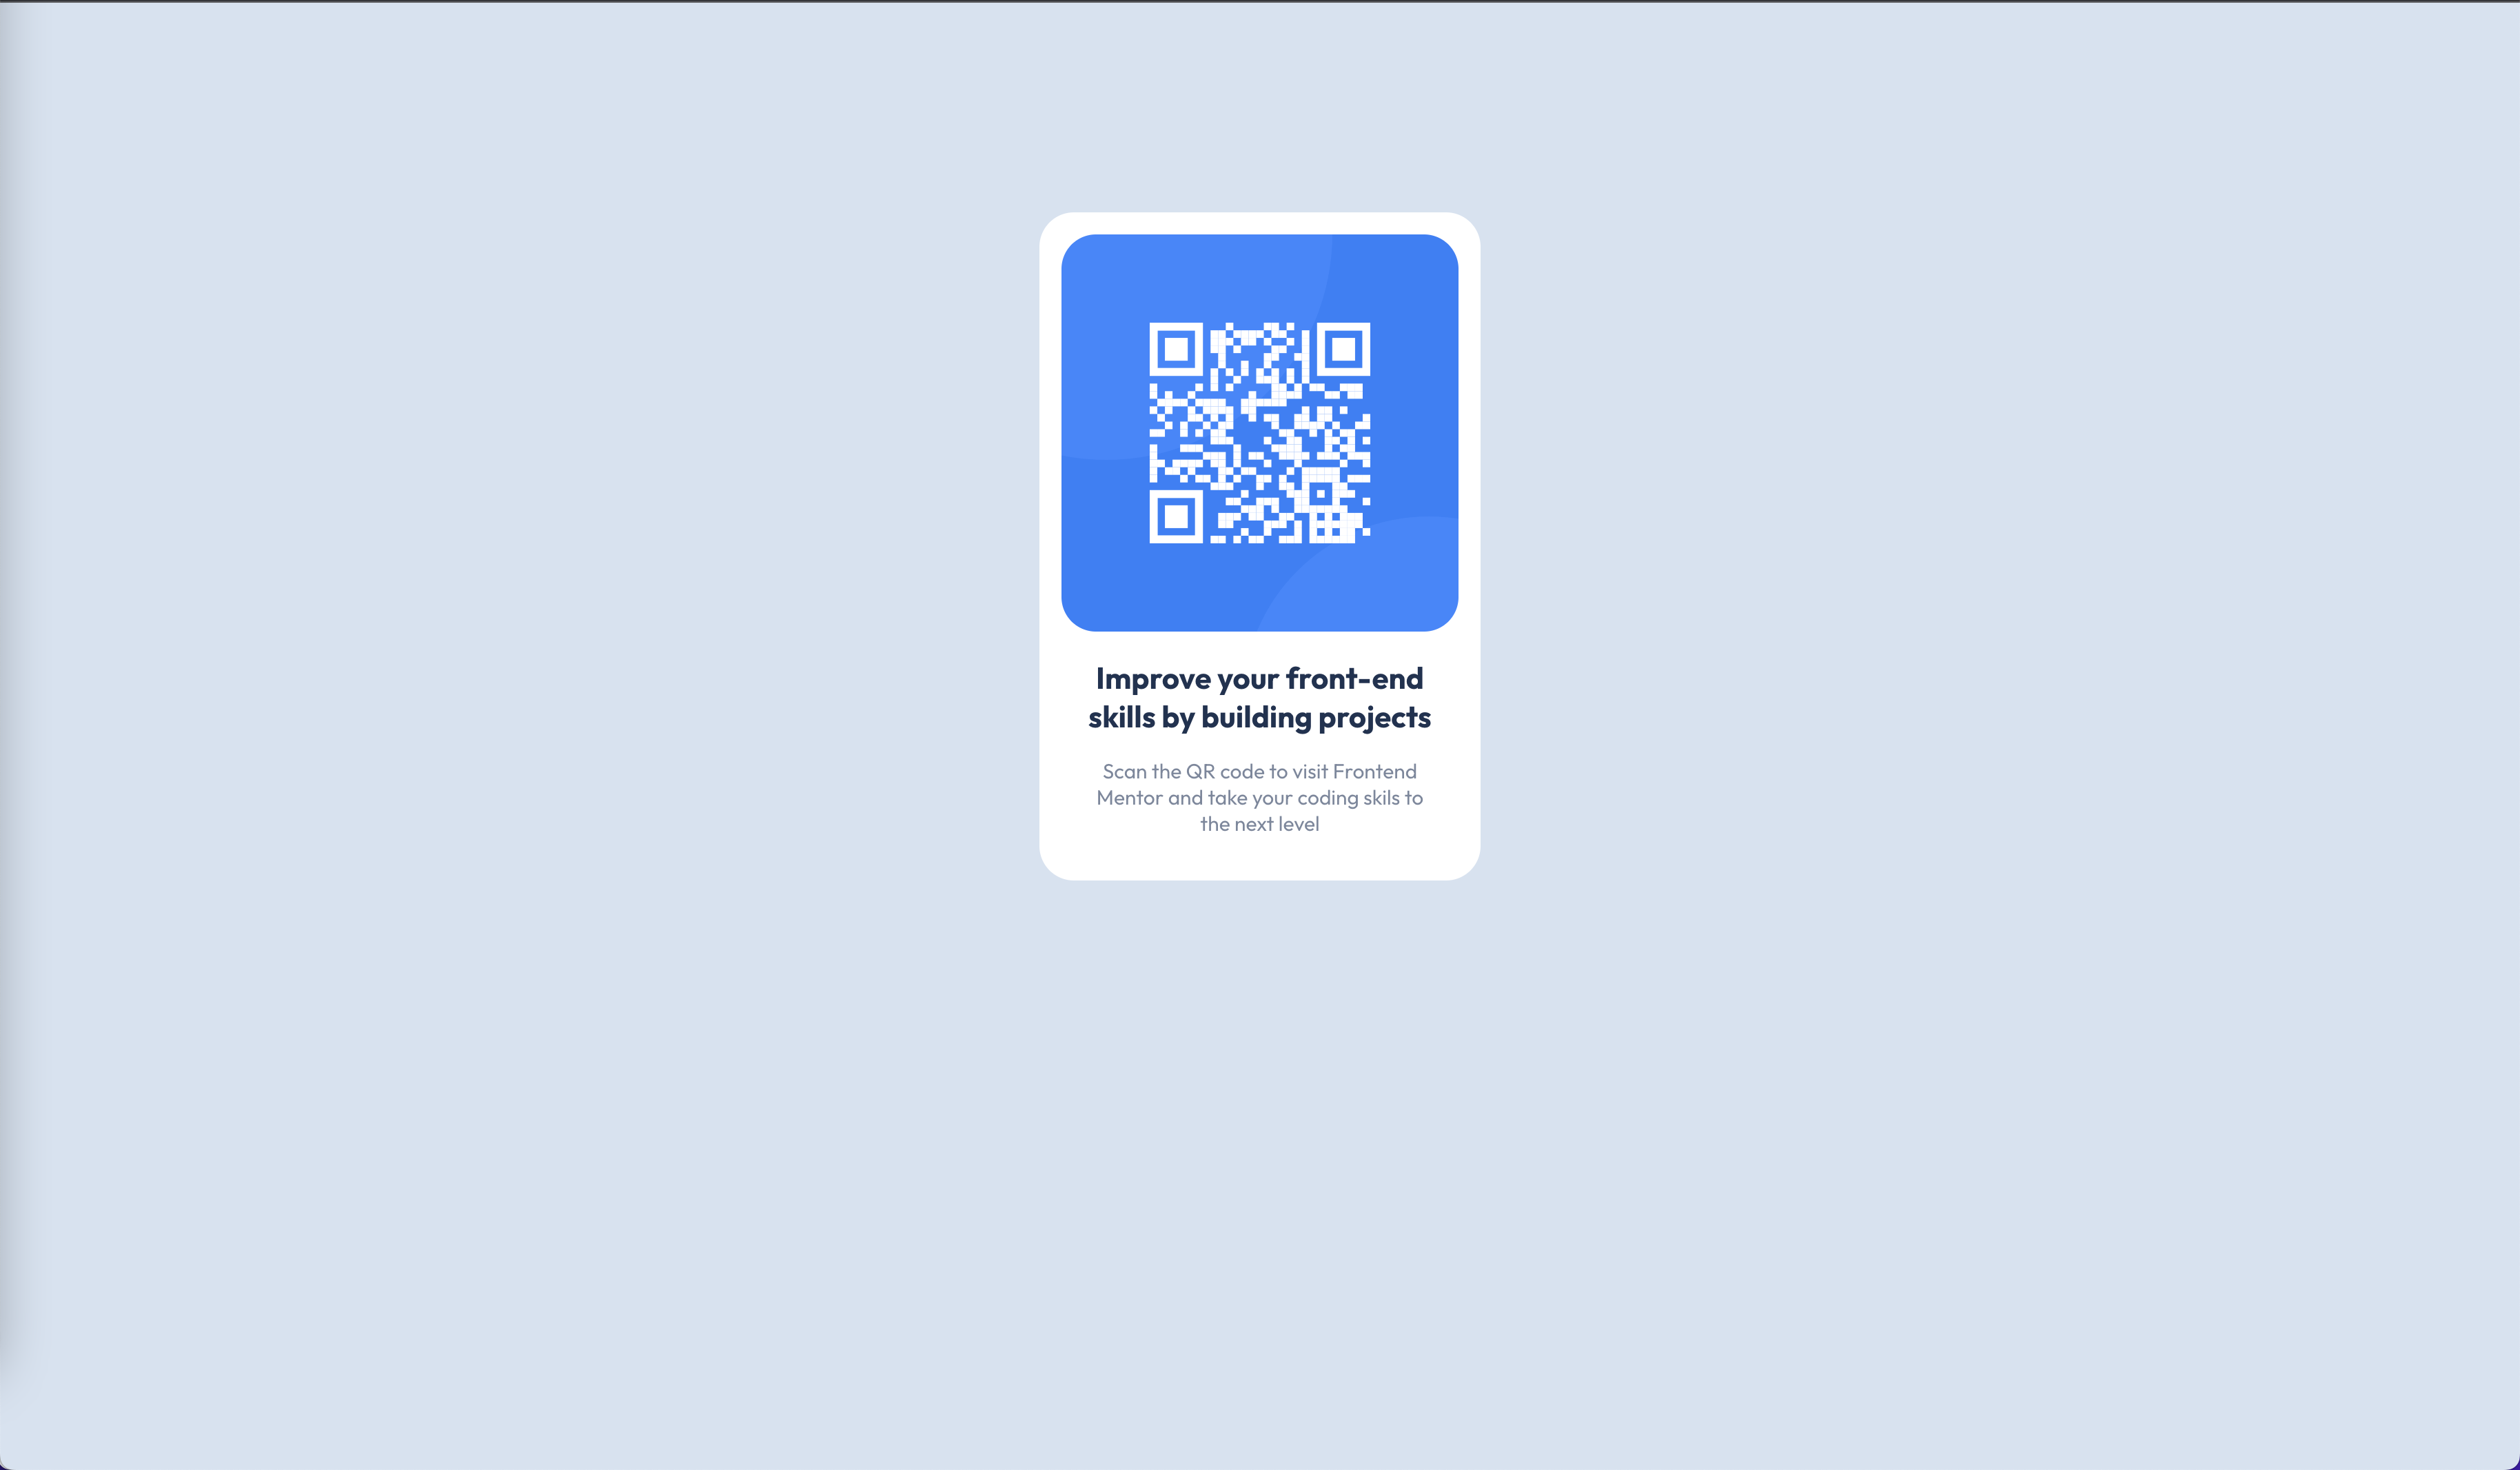 Improve your front-end
skills by building projects
Scan the QR code to visit Frontend
Mentor and take your coding skils to
the next level